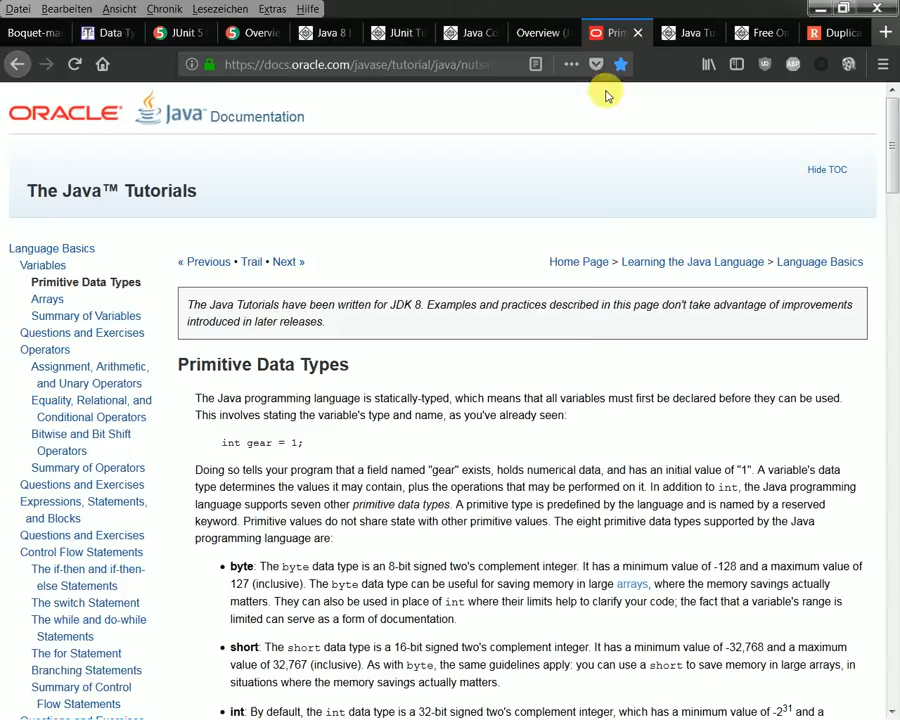 Datei Bearbeiten Ansicht Chronik Lesezeichen Extras Hilfe
Boquet-ma Data Ty JUnit 5 Overvie Java 8 JUnit Tu Java Co Overview (J Prim Java Tu Free On Duplica
https://docs.oracle.com/javase/tutorial/java/nutsa
ORACLE Java Documentation
Hide TOC
The Java™ Tutorials
Language Basics
Variables
Primitive Data Types
Arrays
Summary of Variables
Questions and Exercises
Operators
Assignment, Arithmetic,
and Unary Operators
Equality, Relational, and
Conditional Operators
Bitwise and Bit Shift
Operators
Summary of Operators
Questions and Exercises
Expressions, Statements,
and Blocks
Questions and Exercises
Control Flow Statements
The if-then and if-then-
else Statements
The switch Statement
The while and do-while
Statements
The for Statement
Branching Statements
Summary of Control
Flow Statements
Questions and Exercises
« Previous • Trail • Next »
Home Page > Learning the Java Language > Language Basics
The Java Tutorials have been written for JDK 8. Examples and practices described in this page don't take advantage of improvements
introduced in later releases.
Primitive Data Types
The Java programming language is statically-typed, which means that all variables must first be declared before they can be used.
This involves stating the variable's type and name, as you've already seen:
int gear = 1;
Doing so tells your program that a field named "gear" exists, holds numerical data, and has an initial value of "1". A variable's data
type determines the values it may contain, plus the operations that may be performed on it. In addition to int, the Java programming
language supports seven other primitive data types. A primitive type is predefined by the language and is named by a reserved
keyword. Primitive values do not share state with other primitive values. The eight primitive data types supported by the Java
programming language are:
• byte: The byte data type is an 8-bit signed two's complement integer. It has a minimum value of -128 and a maximum value of
127 (inclusive). The byte data type can be useful for saving memory in large arrays, where the memory savings actually
matters. They can also be used in place of int where their limits help to clarify your code; the fact that a variable's range is
limited can serve as a form of documentation.
• short: The short data type is a 16-bit signed two's complement integer. It has a minimum value of -32,768 and a maximum
value of 32,767 (inclusive). As with byte, the same guidelines apply: you can use a short to save memory in large arrays, in
situations where the memory savings actually matters.
• int: By default, the int data type is a 32-bit signed two's complement integer, which has a minimum value of -2³¹ and a